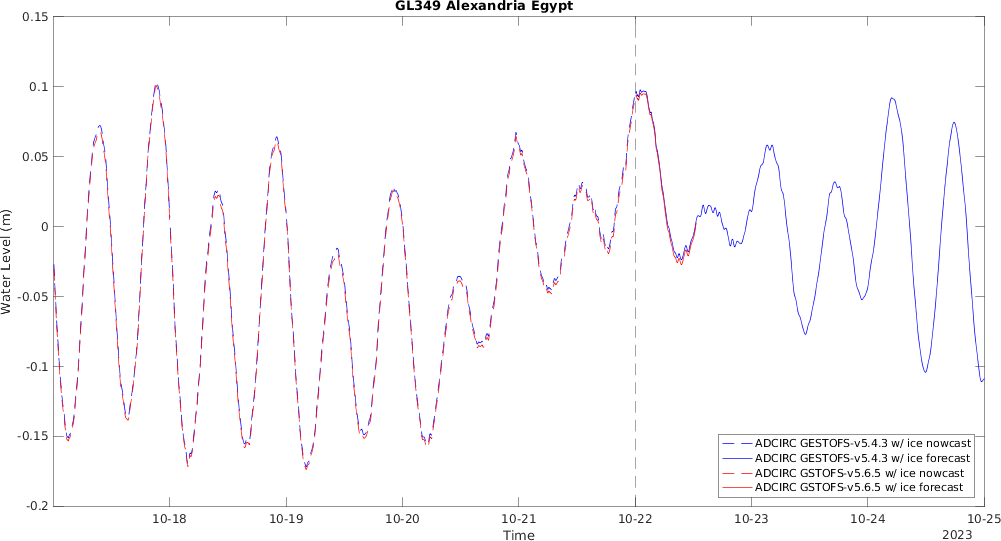 GL349 Alexandria Egypt
0.15
0.1
0.05
0
-0.05
-0.1
-0.15
-0.2
Water Level (m)
10-18
10-19
10-20
10-21
10-22
10-23
10-24
10-25
Time
2023
ADCIRC GESTOFS-v5.4.3 w/ ice nowcast
ADCIRC GESTOFS-v5.4.3 w/ ice forecast
ADCIRC GSTOFS-v5.6.5 w/ ice nowcast
ADCIRC GSTOFS-v5.6.5 w/ ice forecast